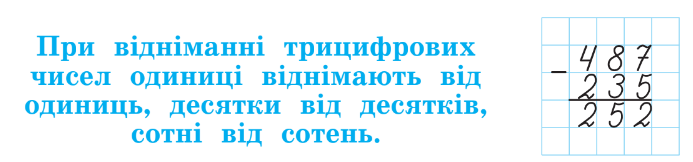 При відніманні трицифрових
чисел одиниці віднімають від
одиниць, десятки від десятків,
сотні від сотень.
487
- 235
252